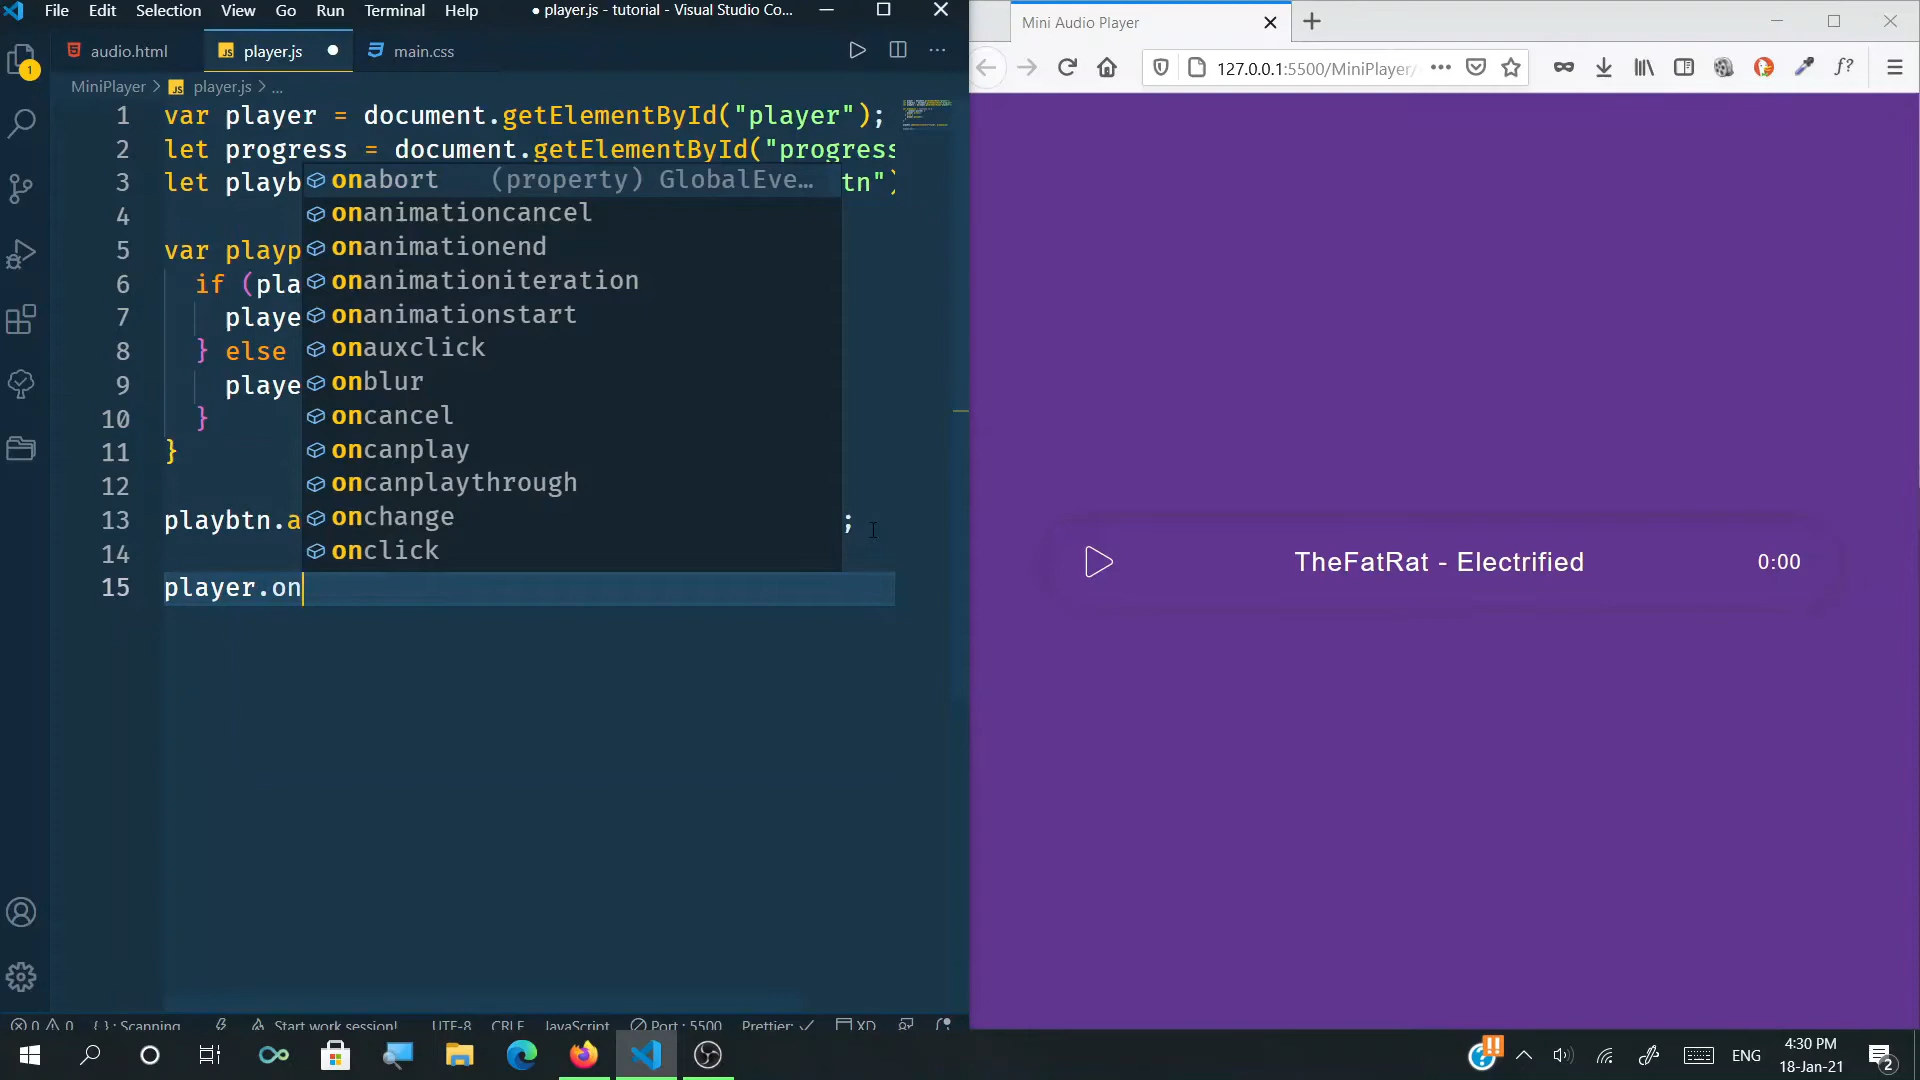 File Edit Selection View Go Run Terminal Help
● player.js - tutorial - Visual Studio Co...
audio.html
JS player.js ●
main.css
MiniPlayer > JS player.js > ...
1 var player = document.getElementById("player");
2 let progress = document.getElementById("progress
3 let playb
tn")
4
5 var playp
6 if (pla
7 playe
8 } else
9 playe
10 }
11 }
12
13 playbtn.a
;
14
15 player.on
onabort (property) GlobalEve...
onanimationcancel
onanimationend
onanimationiteration
onanimationstart
onauxclick
onblur
oncancel
oncanplay
oncanplaythrough
onchange
onclick
1
0 0 { } : Scanning Start work session! UTF-8 CRLF JavaScript Port : 5500 Prettier: ✓ XD
Mini Audio Player
127.0.0.1:5500/MiniPlayer/
f?
TheFatRat - Electrified
0:00
ENG
4:30 PM
18-Jan-21
2